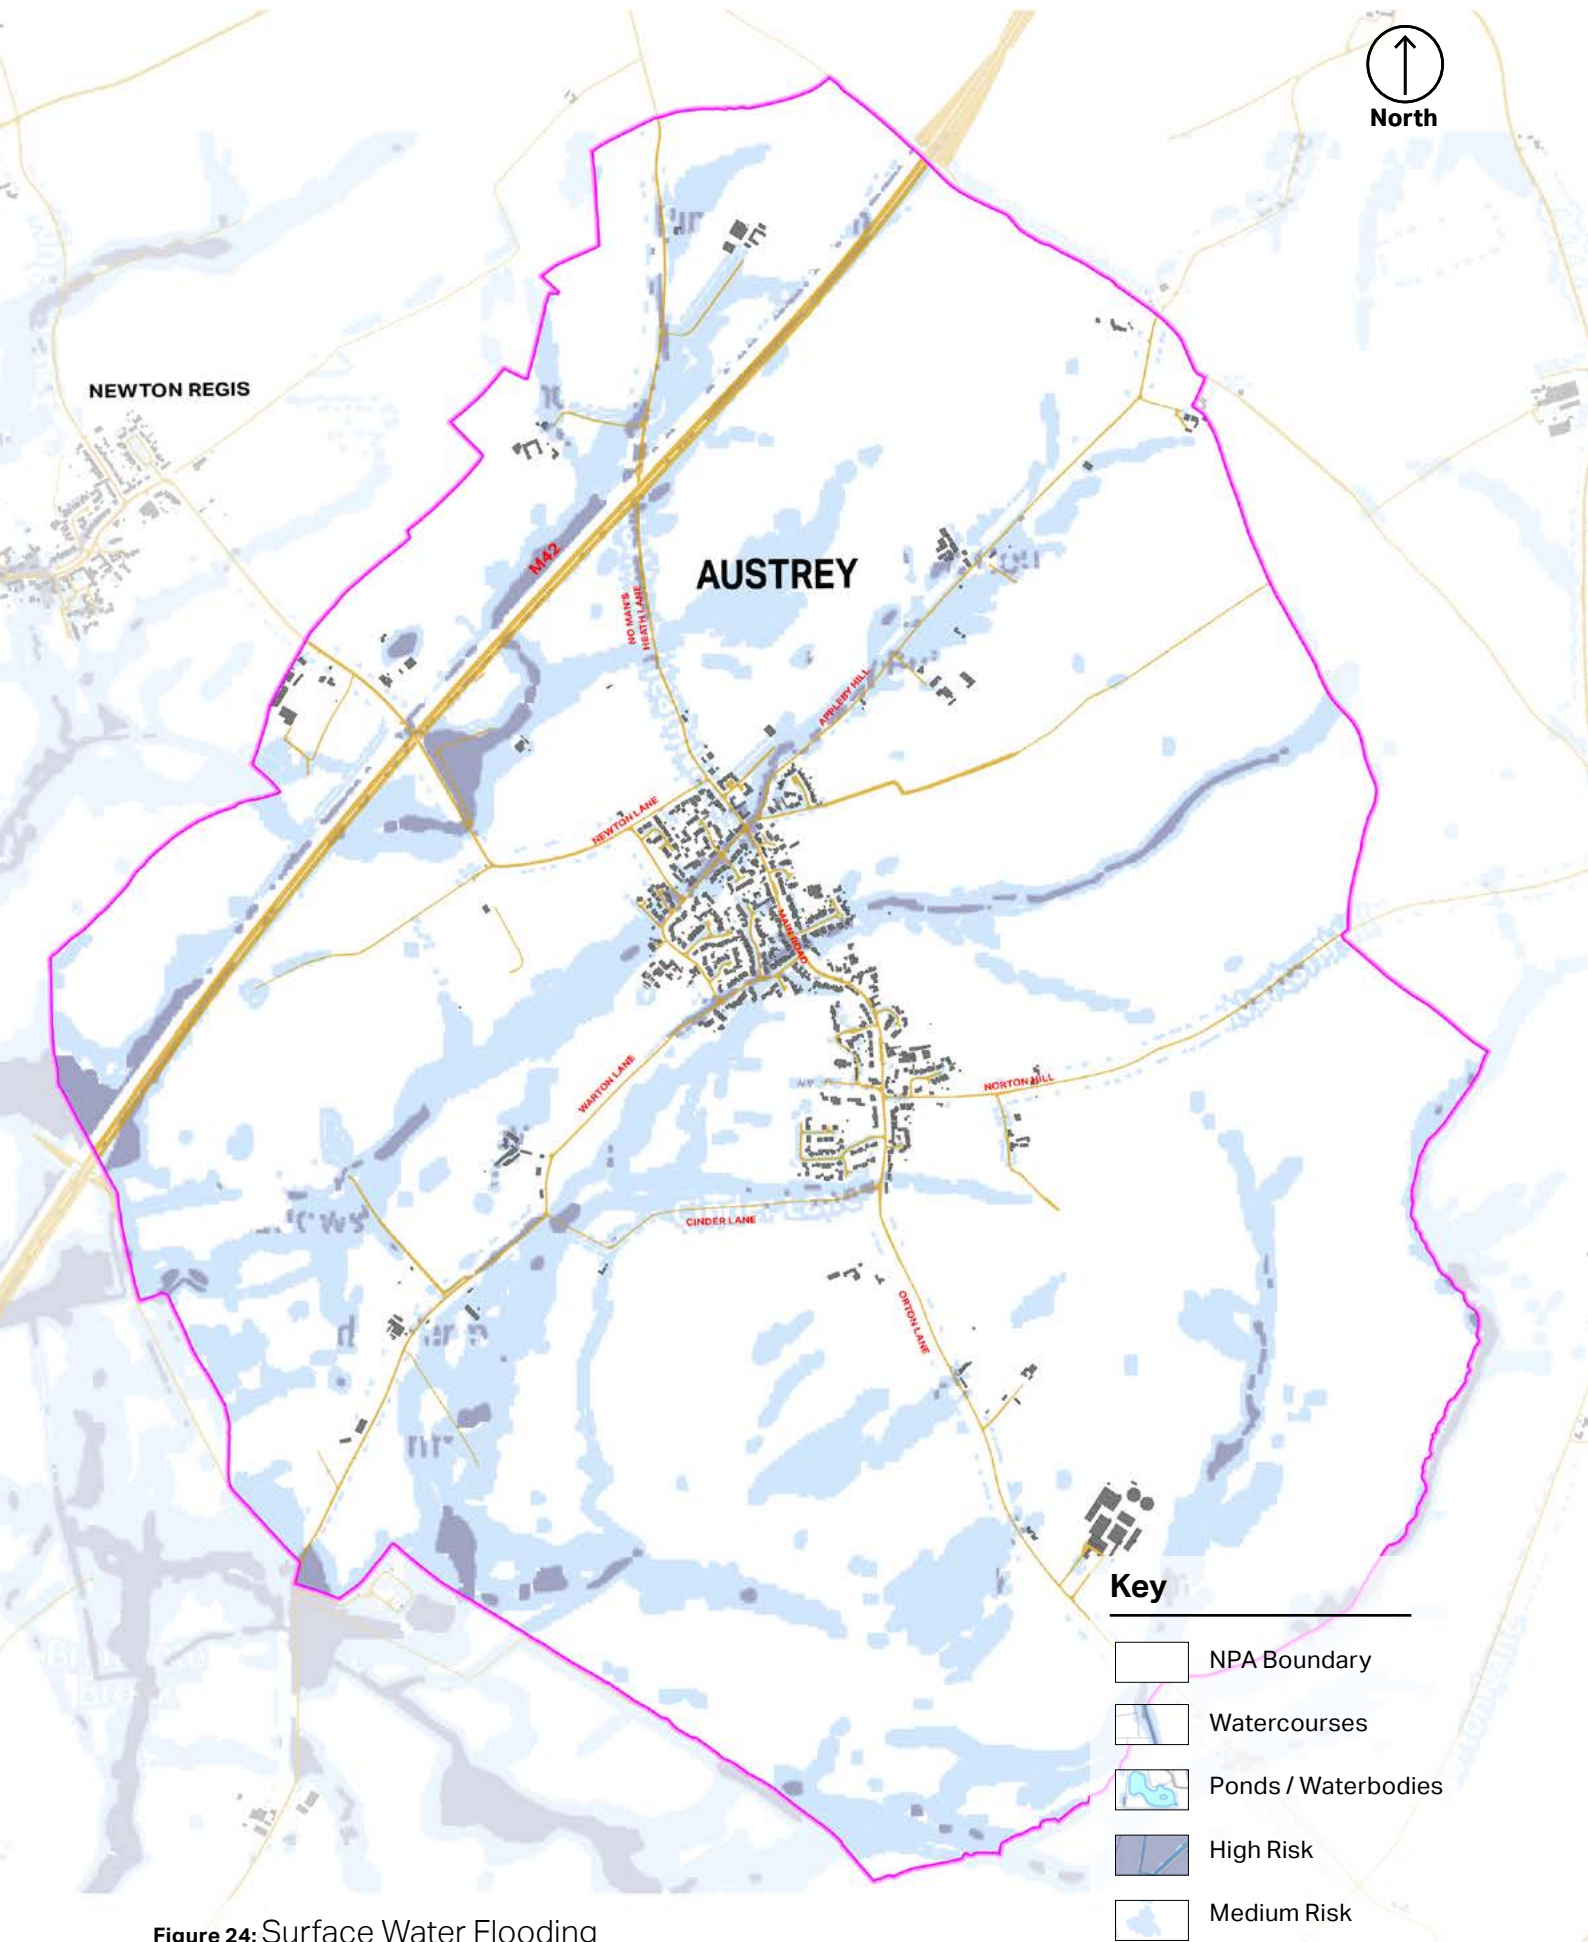 North
NEWTON REGIS
M42
AUSTREY
NO MAN'S
HEATH LANE
APPLEBY HILL
NEWTON LANE
MAIN ROAD
WARTON LANE
NORTON HILL
CINDER LANE
ORTON LANE
Key
NPA Boundary
Watercourses
Ponds / Waterbodies
High Risk
Medium Risk
Figure 24: Surface Water Flooding